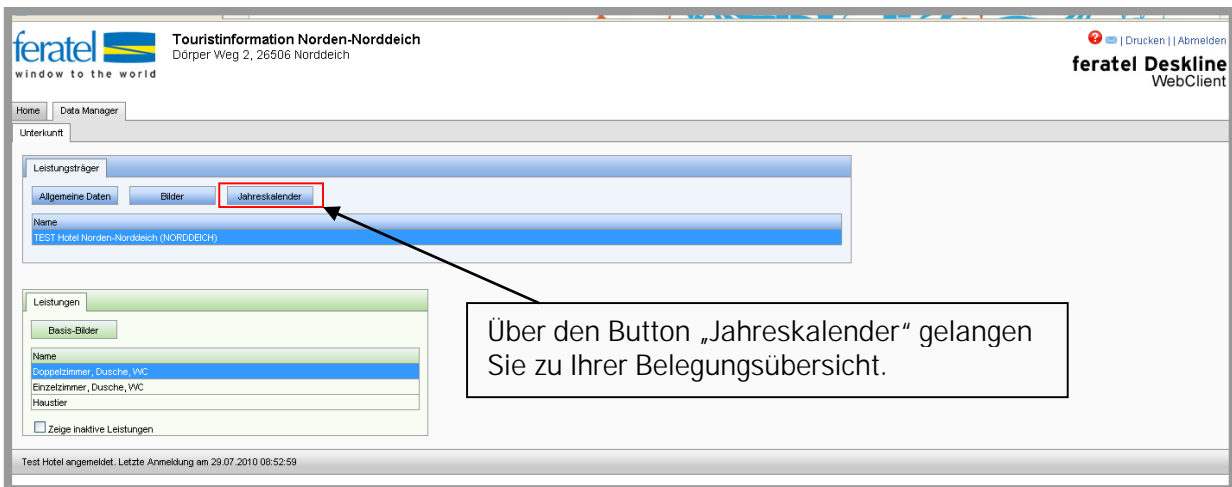 feratel
window to the world
Touristinformation Norden-Norddeich
Dörper Weg 2, 26506 Norddeich
? | Drucken | | Abmelden
feratel Deskline
WebClient
Home Data Manager
Unterkunft
Leistungsträger
Allgemeine Daten Bilder Jahreskalender
Name
TEST Hotel Norden-Norddeich (NORDDEICH)
Leistungen
Basis-Bilder
Name
Doppelzimmer, Dusche, WC
Einzelzimmer, Dusche, WC
Haustier
Zeige inaktive Leistungen
Über den Button „Jahreskalender“ gelangen
Sie zu Ihrer Belegungsübersicht.
Test Hotel angemeldet. Letzte Anmeldung am 29.07.2010 08:52:59